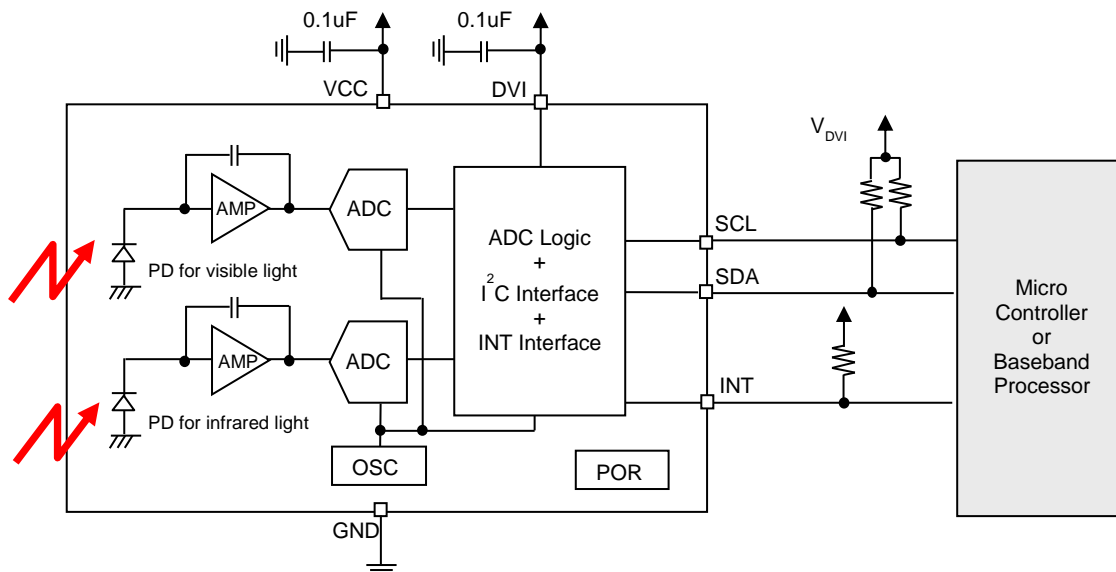 0.1uF
0.1uF
VCC
DVI
V_DVI
AMP
ADC
PD for visible light
ADC Logic
+
I²C Interface
+
INT Interface
SCL
SDA
INT
Micro
Controller
or
Baseband
Processor
AMP
ADC
PD for infrared light
OSC
POR
GND